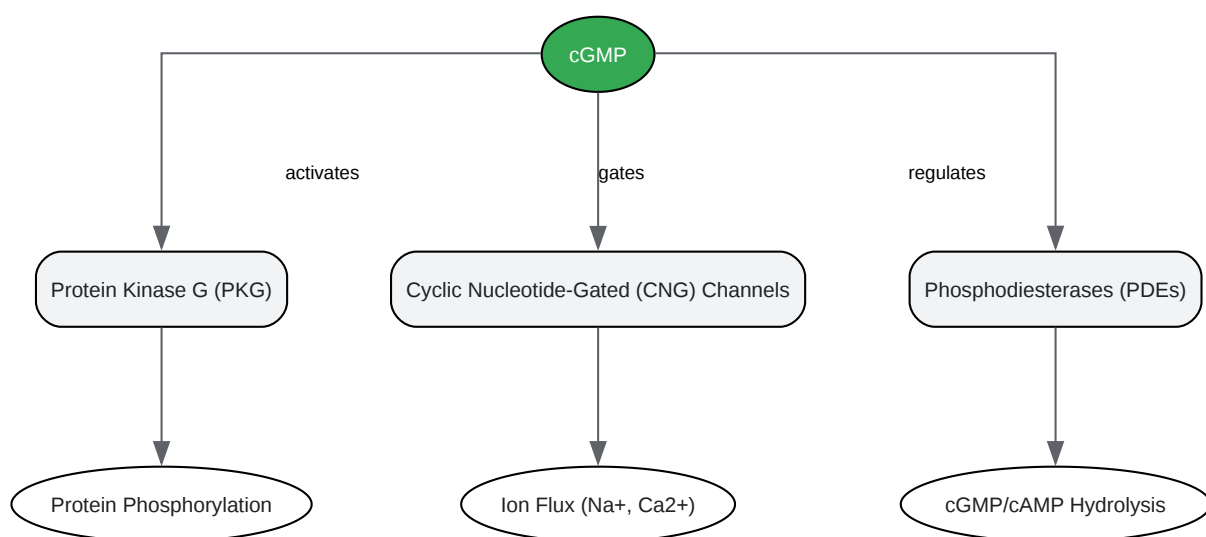 cGMP
activates
gates
regulates
Protein Kinase G (PKG)
Cyclic Nucleotide-Gated (CNG) Channels
Phosphodiesterases (PDEs)
Protein Phosphorylation
Ion Flux (Na+, Ca2+)
cGMP/cAMP Hydrolysis